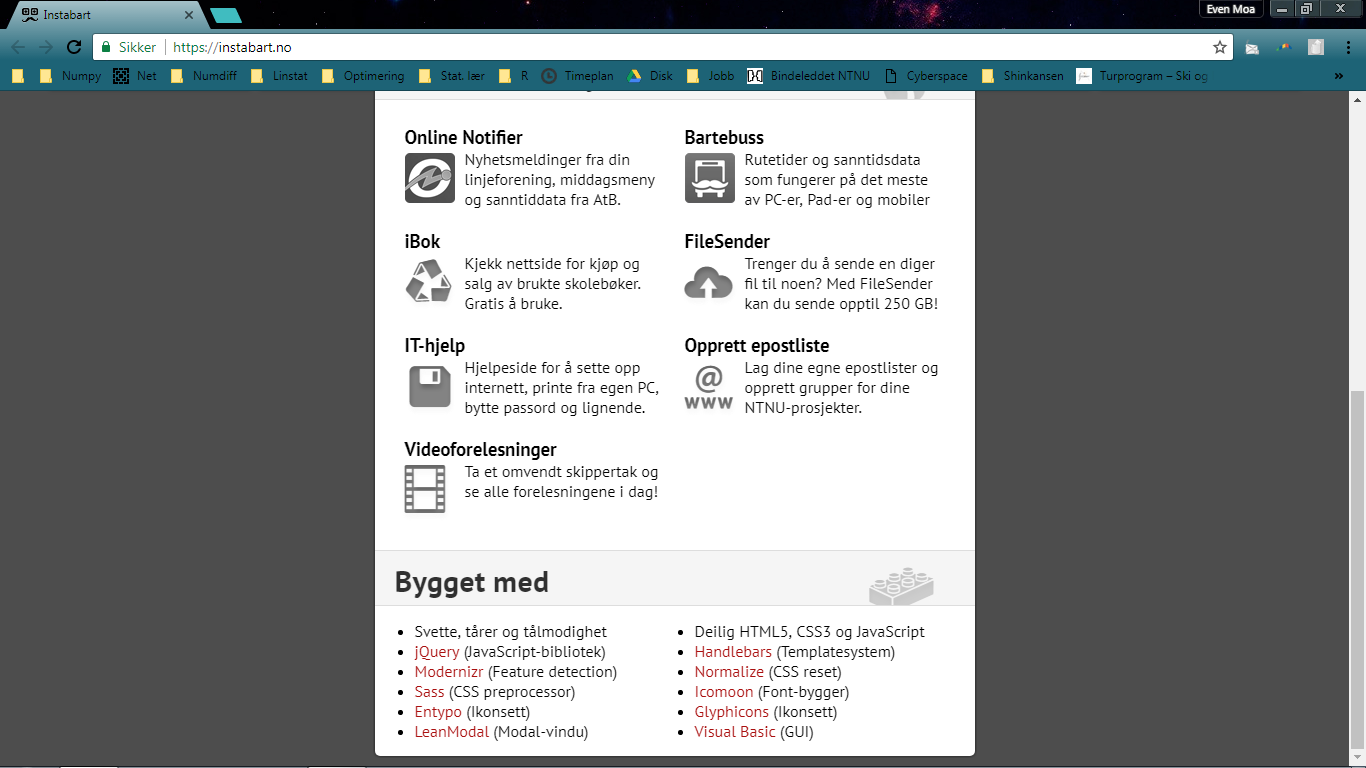 Instabart
Even Moa
Sikker https://instabart.no
Numpy Net Numdiff Linstat Optimering Stat. lær R Timeplan Disk Jobb Bindeleddet NTNU Cyberspace Shinkansen Turprogram – Ski og »
Online Notifier
Nyhetsmeldinger fra din
linjeforening, middagsmeny
og sanntiddata fra AtB.
Bartebuss
Rutetider og sanntidsdata
som fungerer på det meste
av PC-er, Pad-er og mobiler
iBok
Kjekk nettside for kjøp og
salg av brukte skolebøker.
Gratis å bruke.
FileSender
Trenger du å sende en diger
fil til noen? Med FileSender
kan du sende opptil 250 GB!
IT-hjelp
Hjelpeside for å sette opp
internett, printe fra egen PC,
bytte passord og lignende.
Opprett epostliste
@
www
Lag dine egne epostlister og
opprett grupper for dine
NTNU-prosjekter.
Videoforelesninger
Ta et omvendt skippertak og
se alle forelesningene i dag!
Bygget med
Svette, tårer og tålmodighet
jQuery (JavaScript-bibliotek)
Modernizr (Feature detection)
Sass (CSS preprocessor)
Entypo (Ikonsett)
LeanModal (Modal-vindu)
Deilig HTML5, CSS3 og JavaScript
Handlebars (Templatesystem)
Normalize (CSS reset)
Icomoon (Font-bygger)
Glyphicons (Ikonsett)
Visual Basic (GUI)